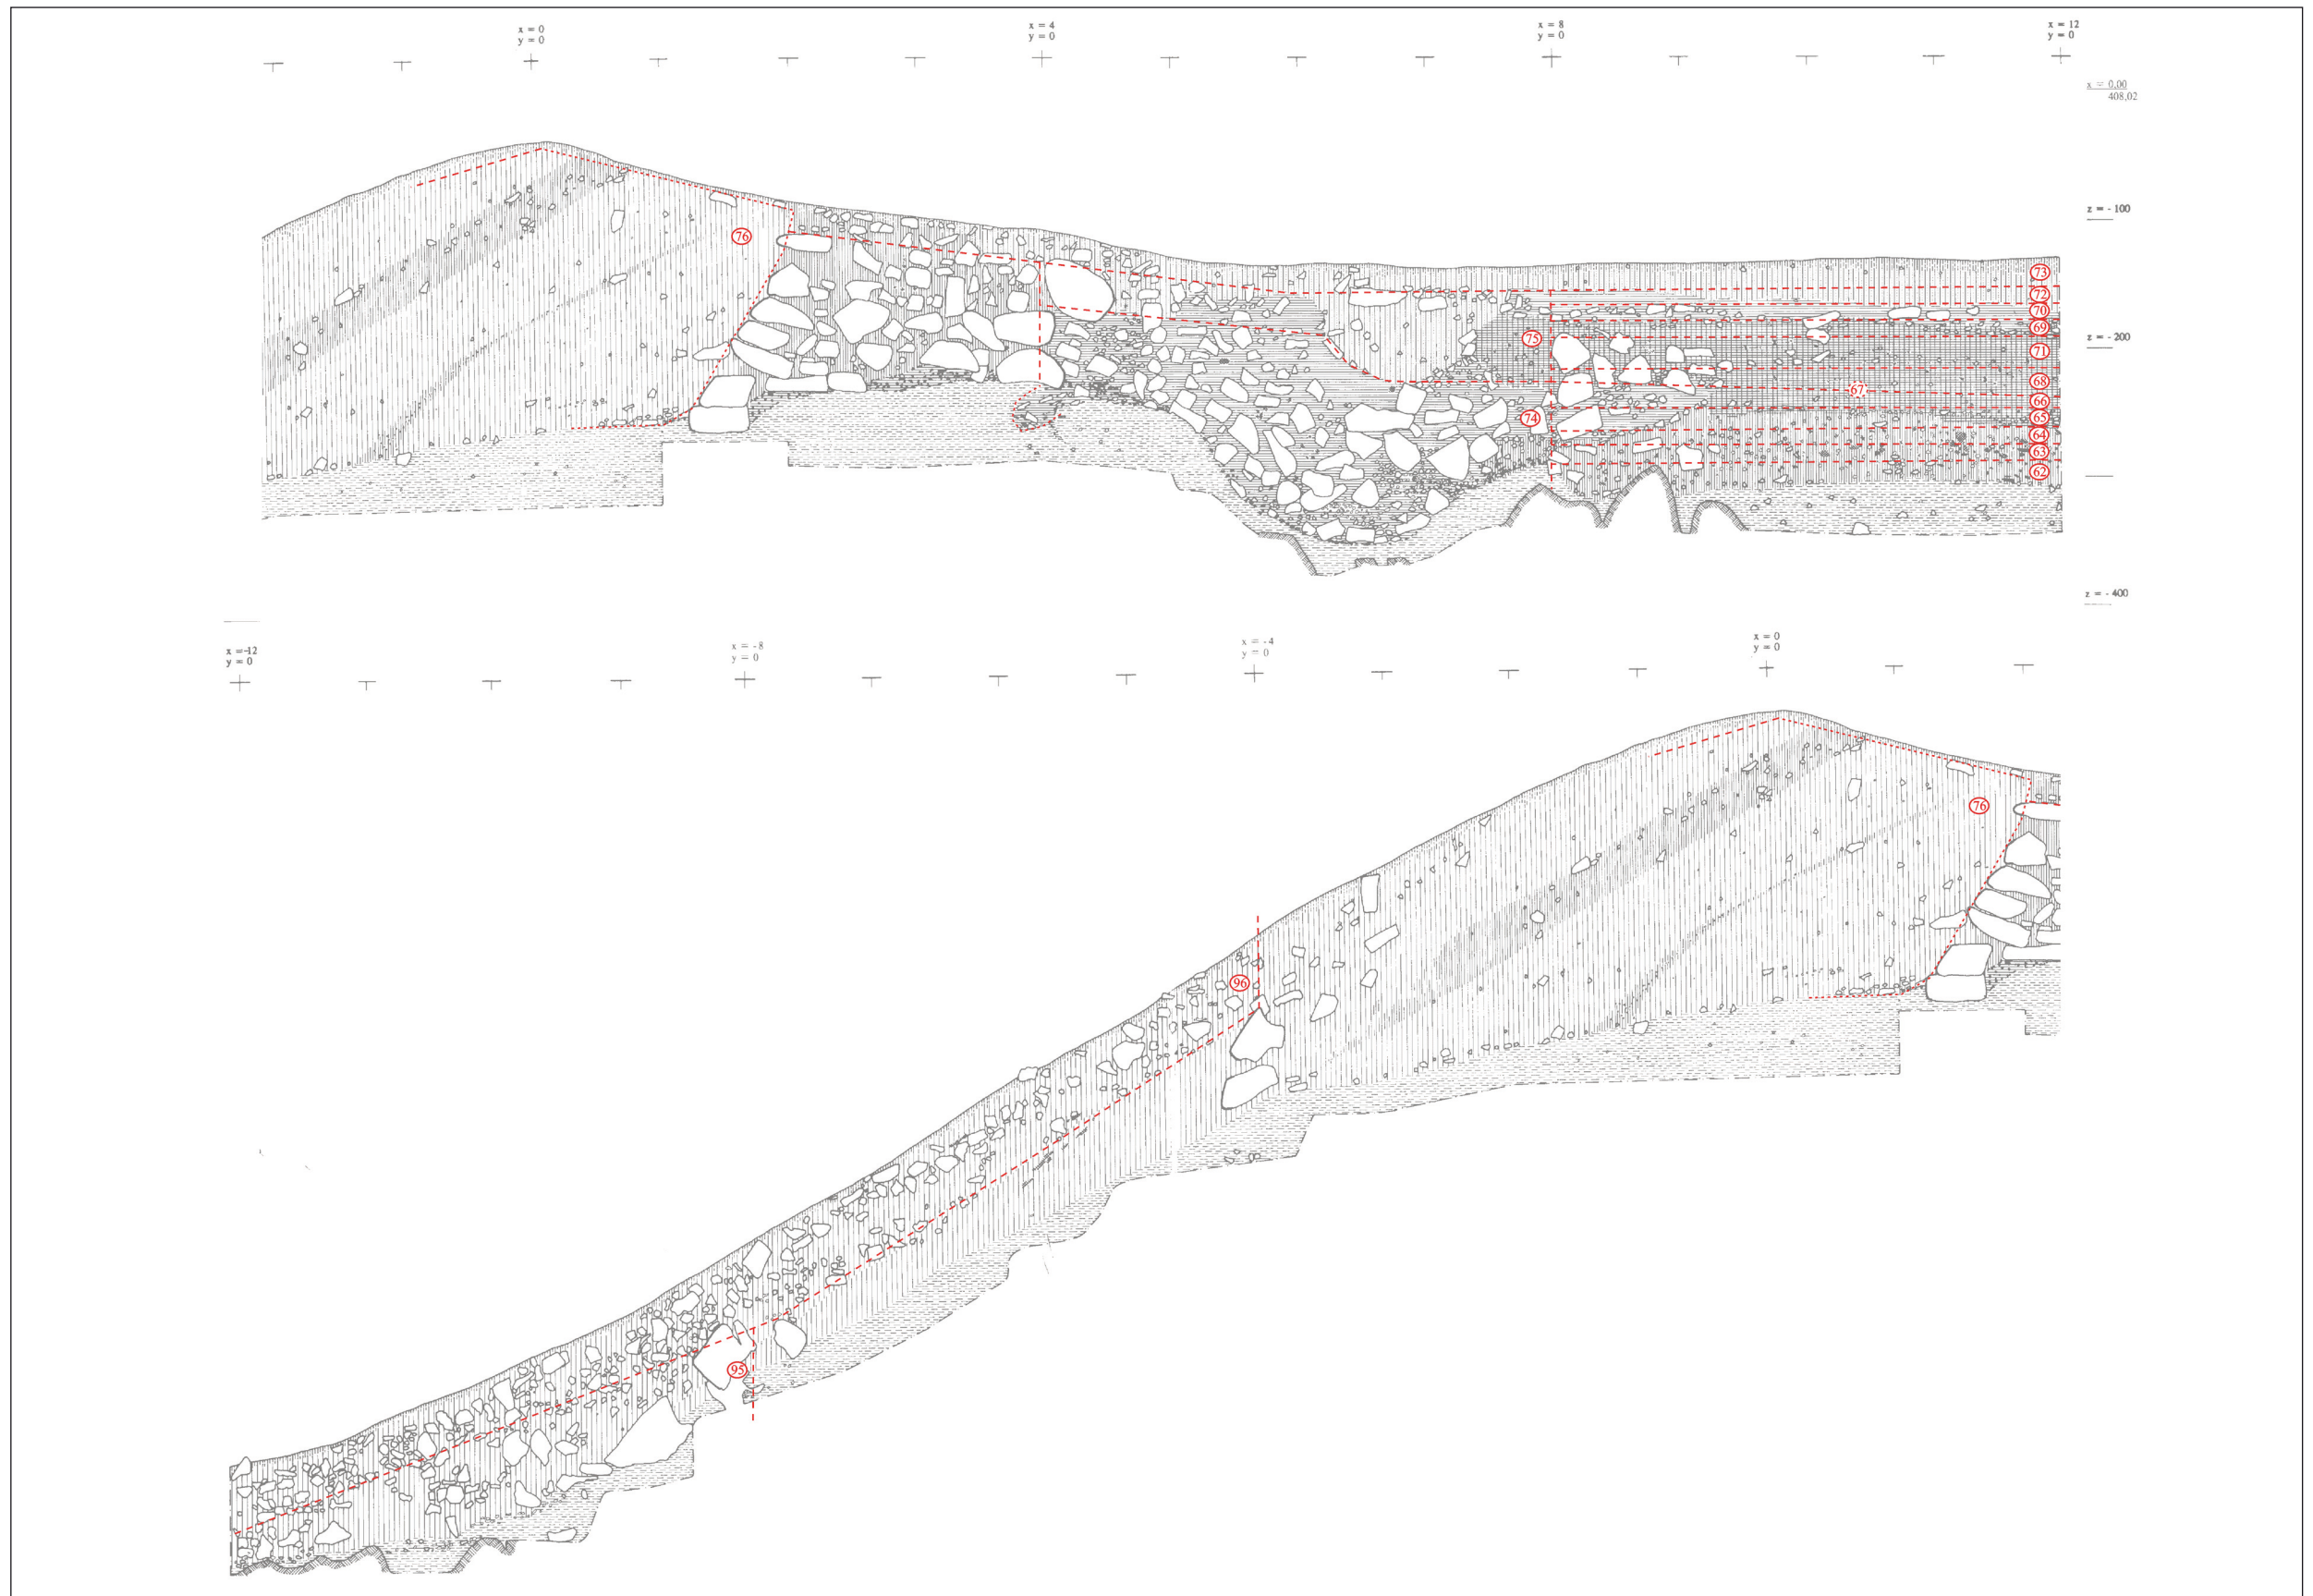 x = 0
y = 0
x = 4
y = 0
x = 8
y = 0
x = 12
y = 0
x = 0,00
408,02
z = - 100
z = - 200
z = - 400
76
73
72
70
69
75
71
68
67
66
74
65
64
63
62
x =-12
y = 0
x = -8
y = 0
x = -4
y = 0
x = 0
y = 0
76
96
95